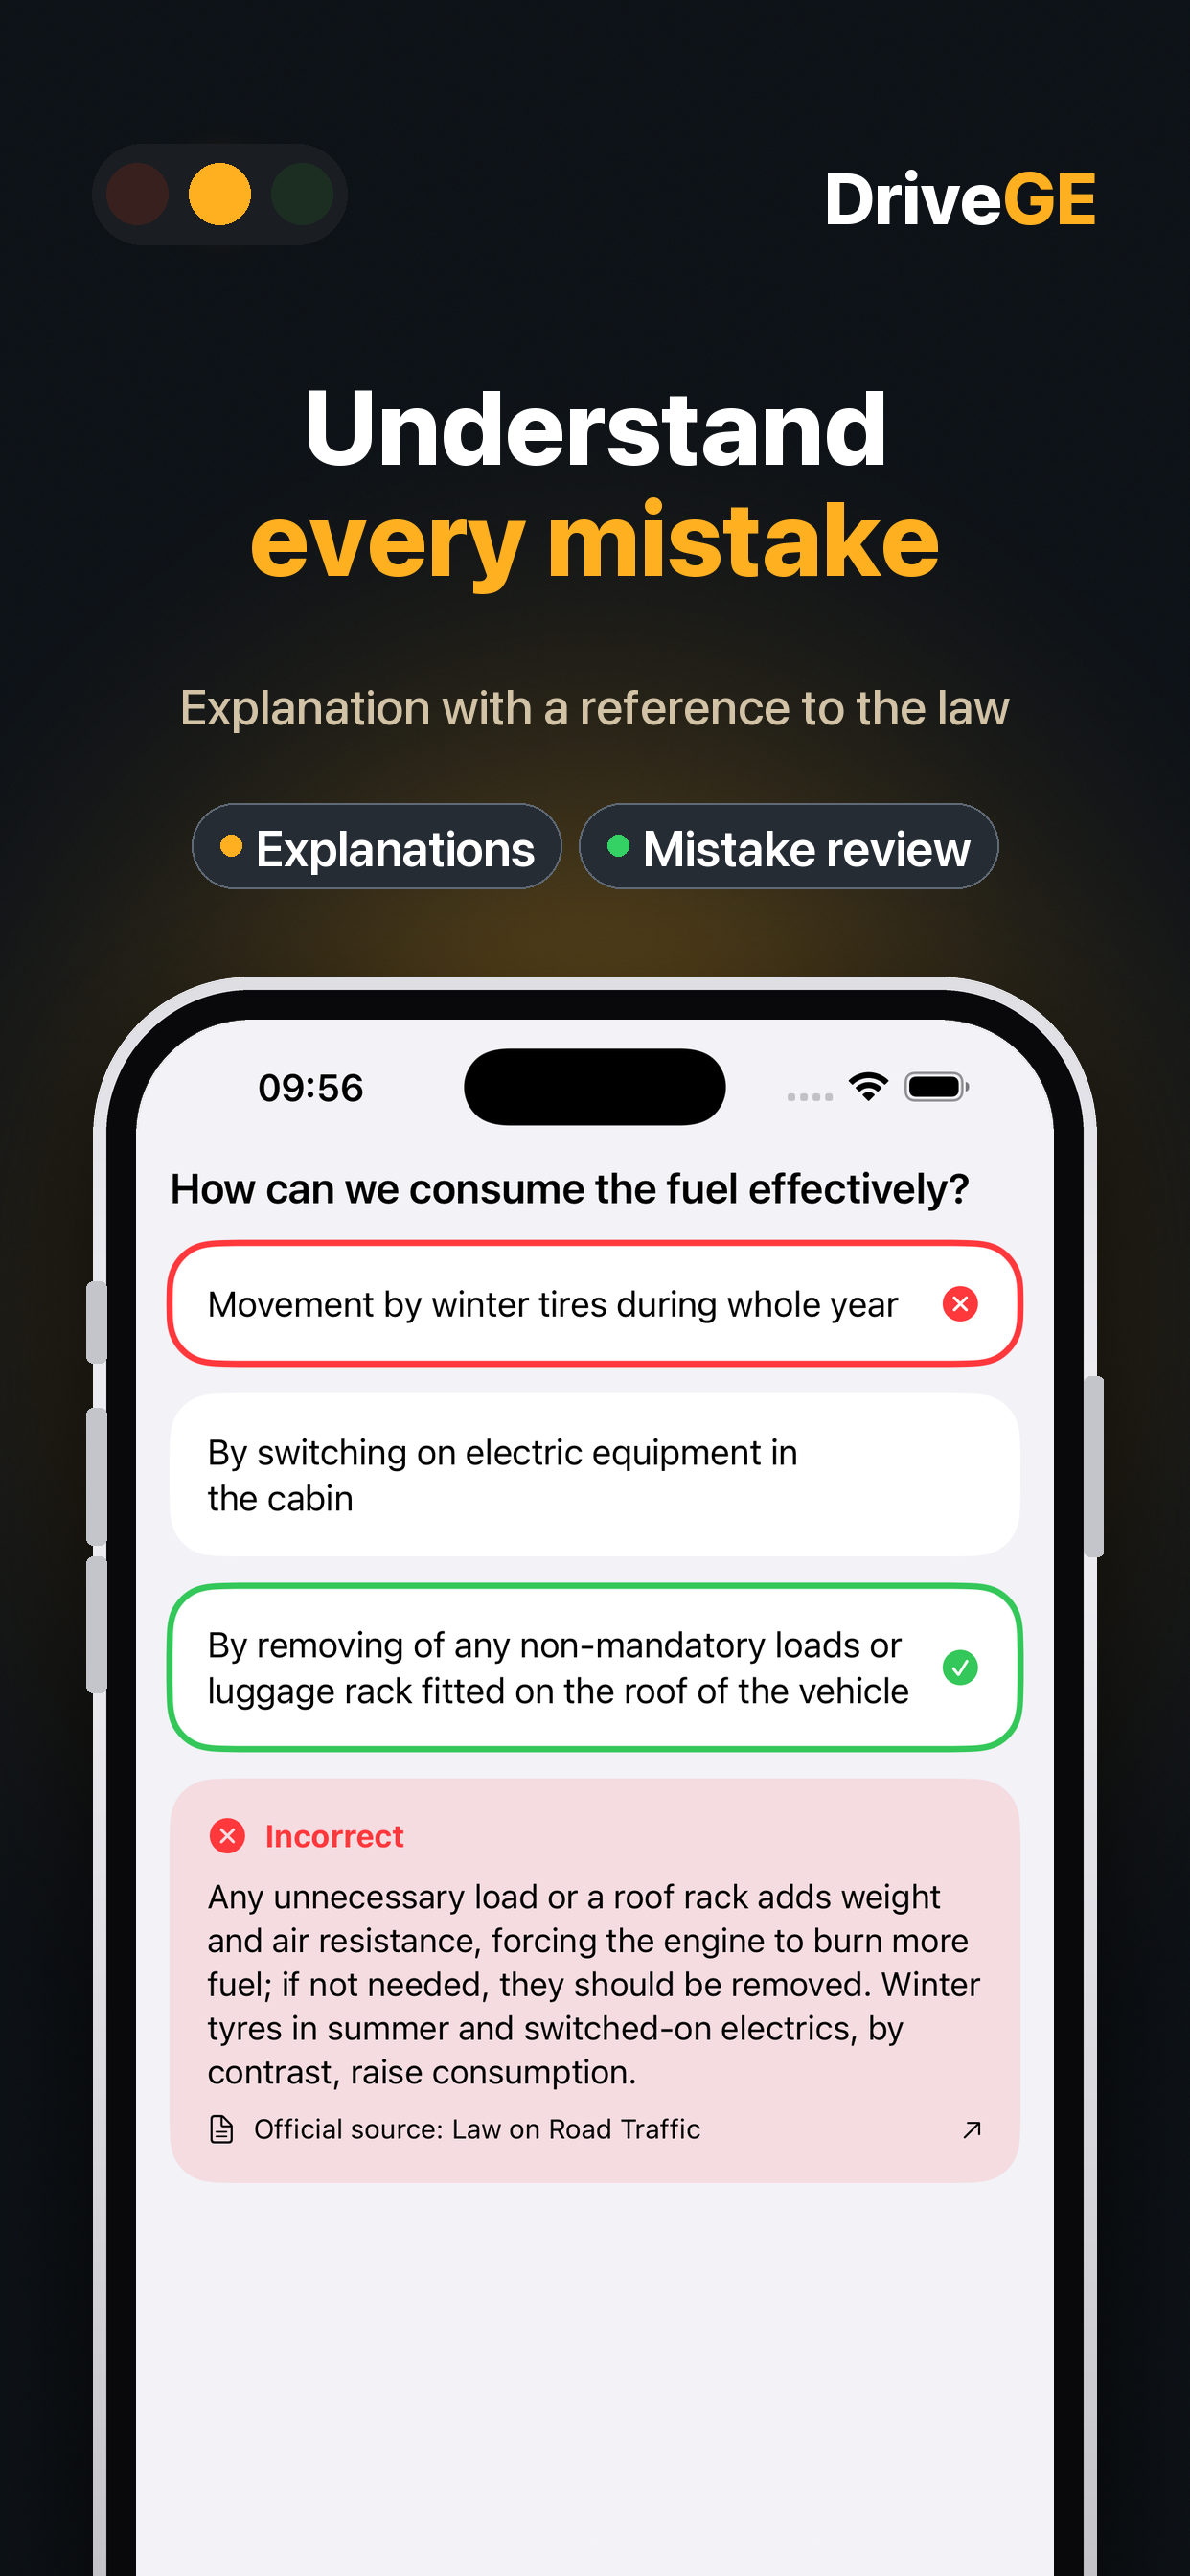 DriveGE
Understand
every mistake
Explanation with a reference to the law
Explanations
Mistake review
09:56
How can we consume the fuel effectively?
Movement by winter tires during whole year
By switching on electric equipment in
the cabin
By removing of any non-mandatory loads or
luggage rack fitted on the roof of the vehicle
Incorrect
Any unnecessary load or a roof rack adds weight
and air resistance, forcing the engine to burn more
fuel; if not needed, they should be removed. Winter
tyres in summer and switched-on electrics, by
contrast, raise consumption.
Official source: Law on Road Traffic